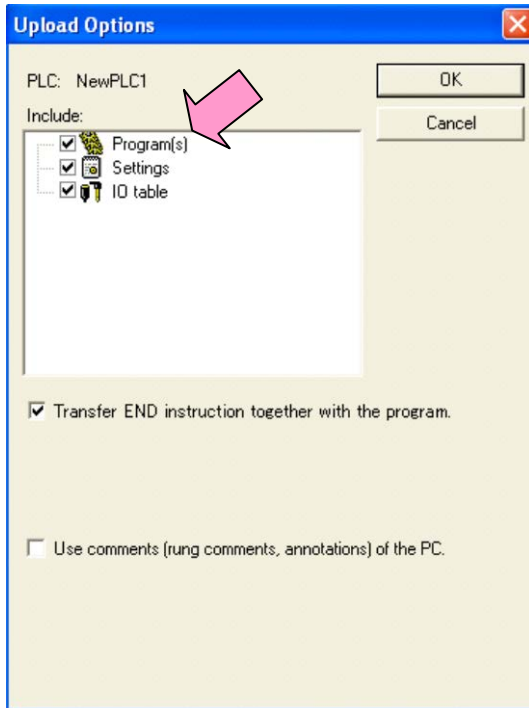 Upload Options
PLC: NewPLC1
OK
Include:
Cancel
Program(s)
Settings
IO table
Transfer END instruction together with the program.
Use comments (rung comments, annotations) of the PC.